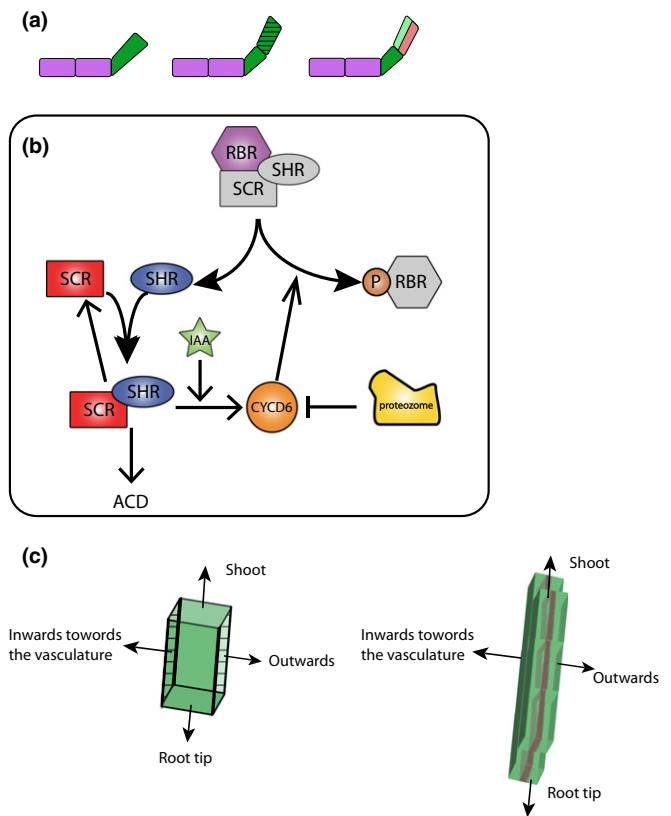 (a)
(b)
RBR
SHR
SCR
SCR
SHR
P
RBR
IAA
SHR
SCR
CYCD6
proteozome
ACD
(c)
Shoot
Inwards towords
the vasculature
Outwards
Root tip
Shoot
Inwards towords
the vasculature
Outwards
Root tip